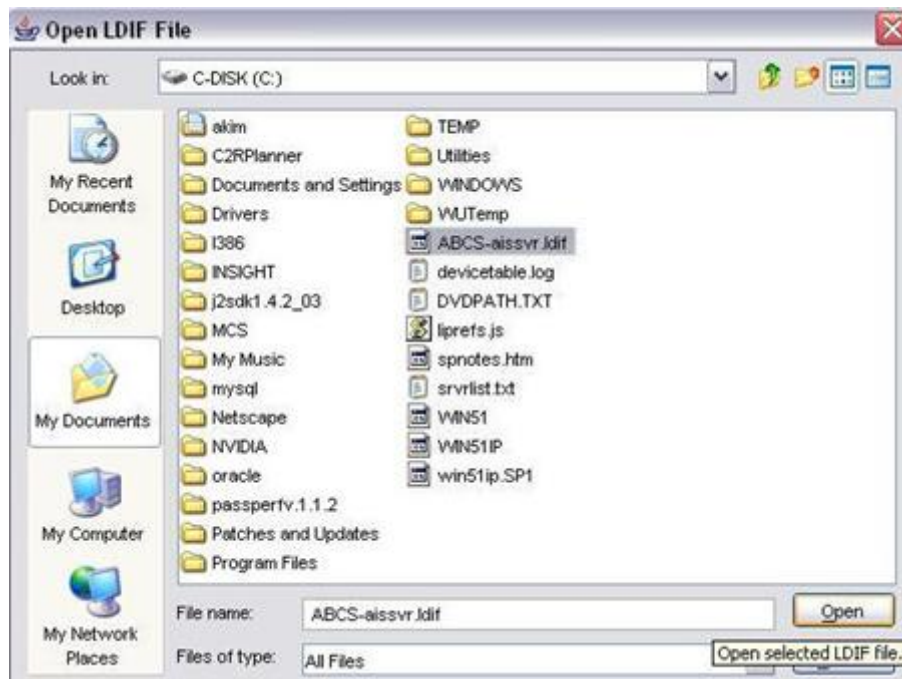 Open LDIF File
Look in:
C-DISK (C:)
My Recent
Documents
Desktop
My Documents
My Computer
My Network
Places
akim
C2RPlanner
Documents and Settings
Drivers
I386
INSIGHT
j2sdk1.4.2_03
MCS
My Music
mysql
Netscape
NVIDIA
oracle
passperfv.1.1.2
Patches and Updates
Program Files
TEMP
Utilities
WINDOWS
WUTemp
ABCS-aissvr.ldif
devicetable.log
DVDPATH.TXT
liprefs.js
spnotes.htm
srvrlist.txt
WIN51
WIN51IP
win51ip.SP1
File name:
ABCS-aissvr.ldif
Open
Files of type:
All Files
Open selected LDIF file.